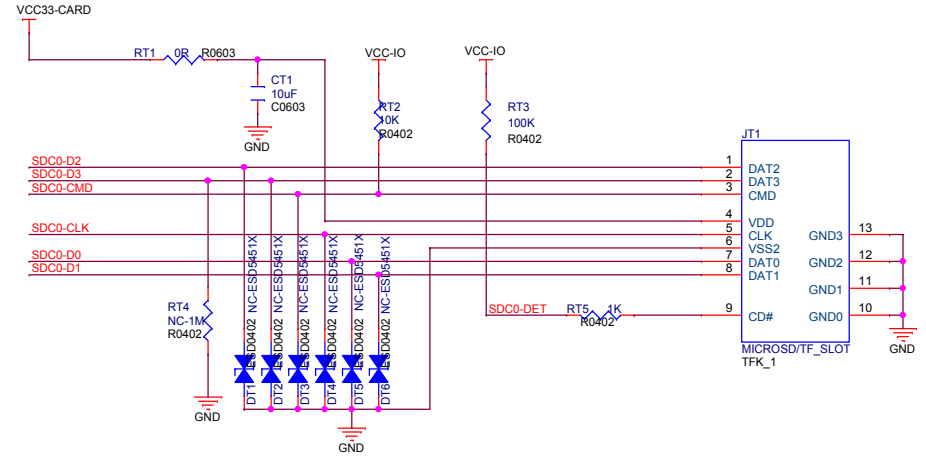 VCC33-CARD
RT1 0R R0603
VCC-IO
VCC-IO
CT1
10uF
C0603
GND
RT2
10K
R0402
RT3
100K
R0402
JT1
SDC0-D2
SDC0-D3
SDC0-CMD
SDC0-CLK
SDC0-D0
SDC0-D1
1 DAT2
2 DAT3
3 CMD
4 VDD
5 CLK
6 VSS2
7 DAT0
8 DAT1
9 CD#
GND3 13
GND2 12
GND1 11
GND0 10
GND
MICROSD/TF_SLOT
TFK_1
SDC0-DET
RT5 1K
R0402
RT4
NC-1M
R0402
GND
DT1 ESD0402 NC-ESD5451X
DT2 ESD0402 NC-ESD5451X
DT3 ESD0402 NC-ESD5451X
DT4 ESD0402 NC-ESD5451X
DT5 ESD0402 NC-ESD5451X
DT6 ESD0402 NC-ESD5451X
GND